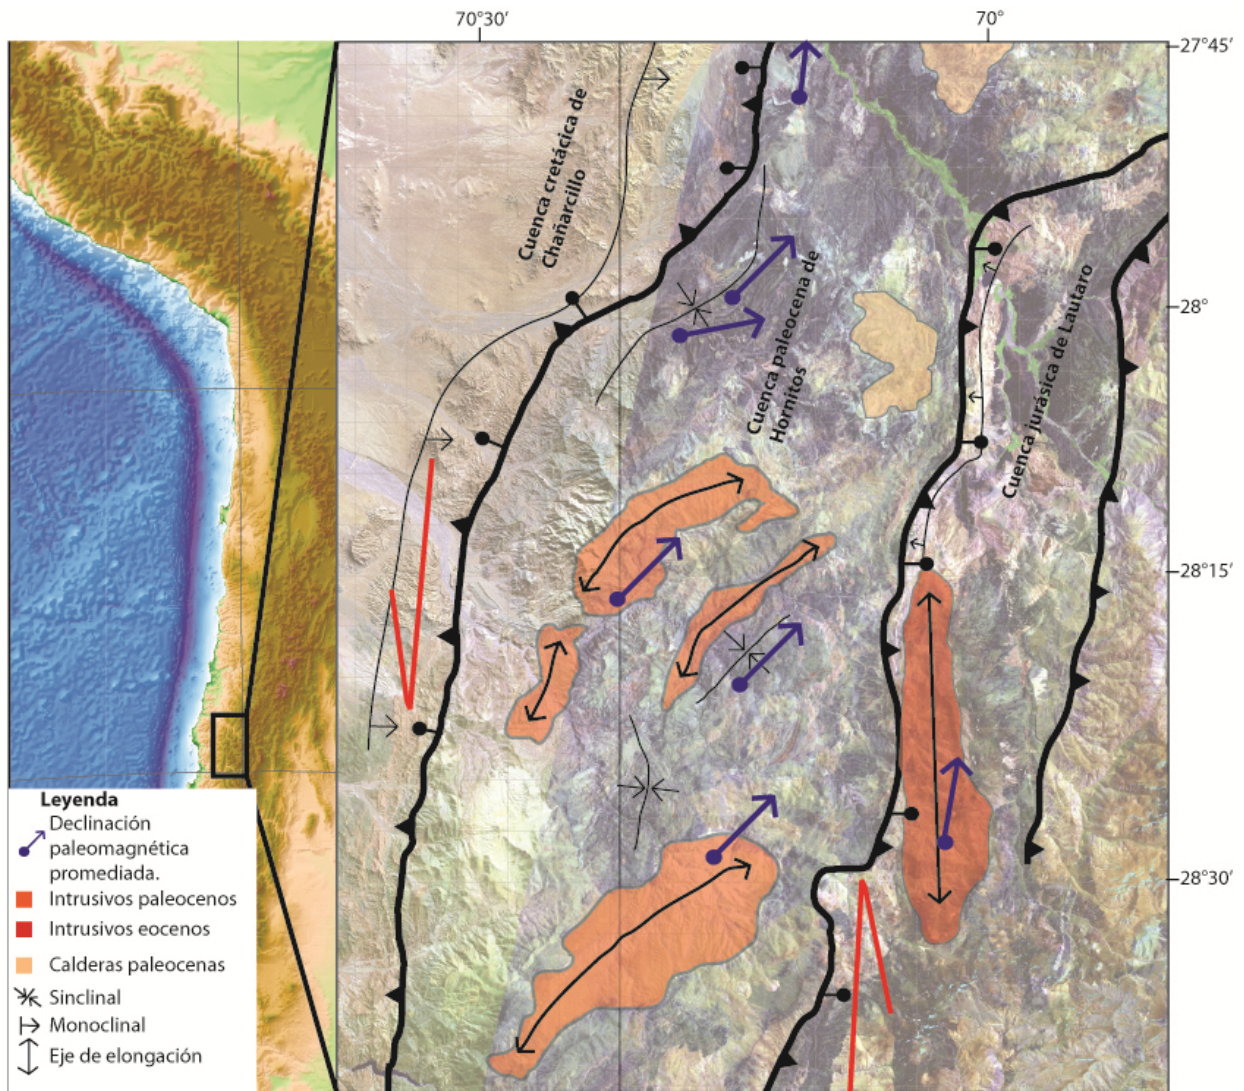 70°30'
70°
27°45'
Cuenca cretácica de
Chañarcillo
Cuenca paleocena de
Hornitos
28°
Cuenca jurásica de Lautaro
28°15'
28°30'
Leyenda
Declinación
paleomagnética
promediada.
Intrusivos paleocenos
Intrusivos eocenos
Calderas paleocenas
Sinclinal
Monoclinal
Eje de elongación